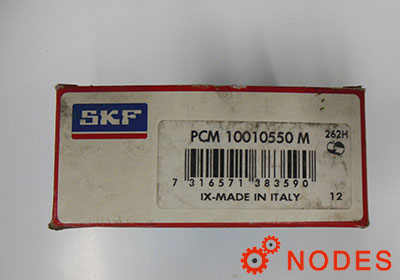 SKF
PCM 10010550 M
262H
7 316571 383590
IX-MADE IN ITALY
12
NODES